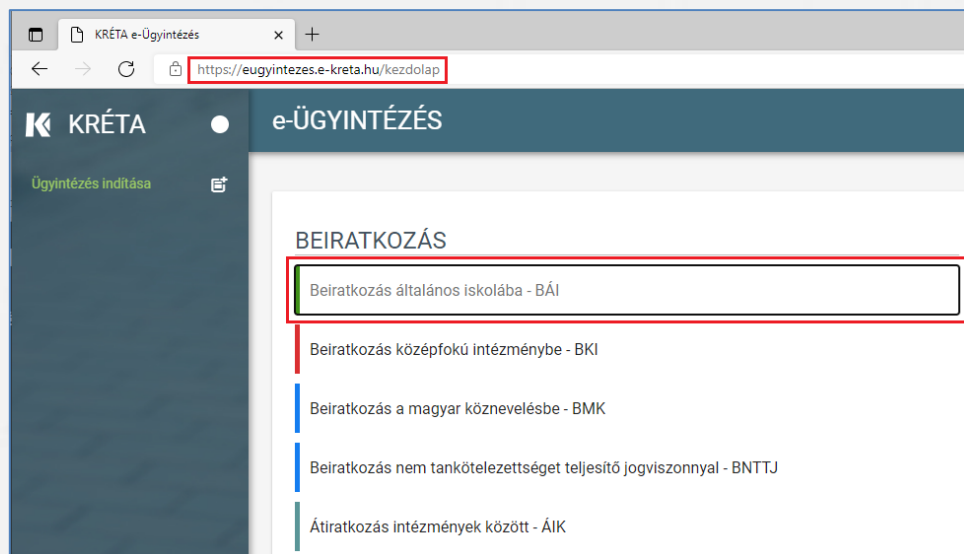 KRÉTA e-Ügyintézés
https://eugyintezes.e-kreta.hu/kezdolap
KRÉTA
e-ÜGYINTÉZÉS
Ügyintézés indítása
BEIRATKOZÁS
Beiratkozás általános iskolába - BÁI
Beiratkozás középfokú intézménybe - BKI
Beiratkozás a magyar köznevelésbe - BMK
Beiratkozás nem tankötelezettséget teljesítő jogviszonnyal - BNTTJ
Átiratkozás intézmények között - ÁIK